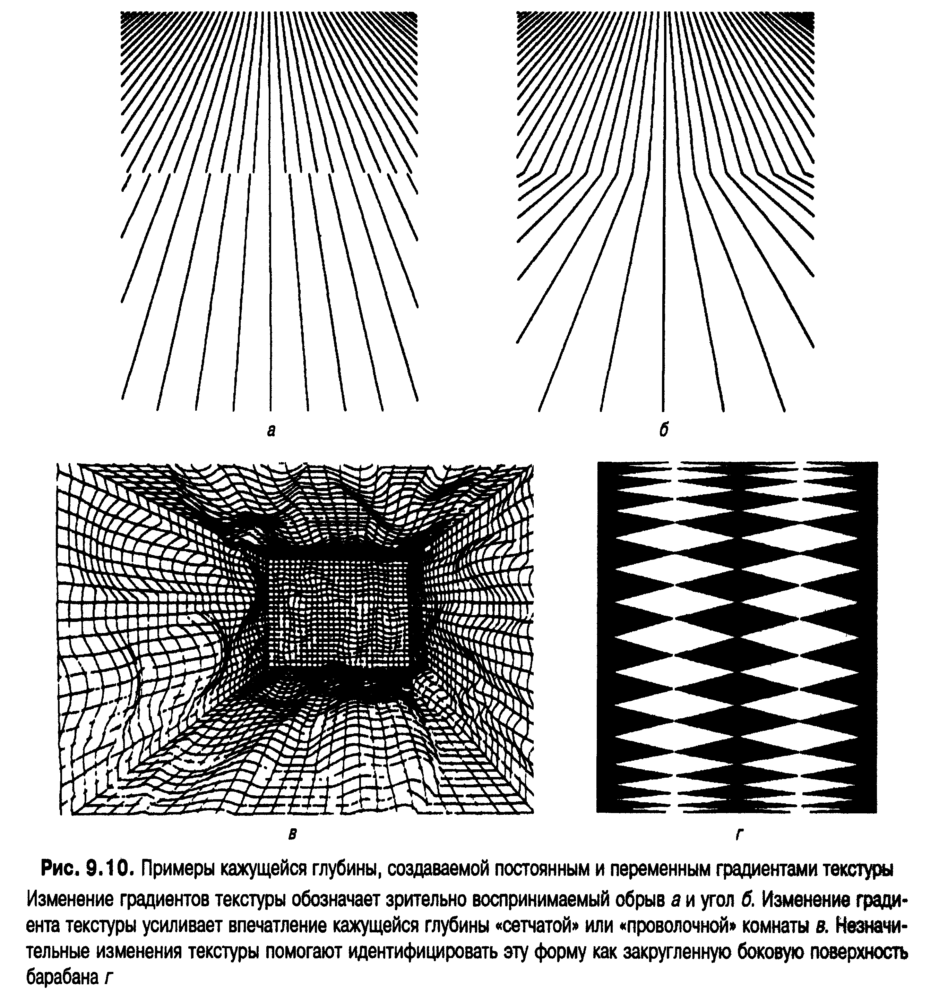 а
б
в
г
Рис. 9.10. Примеры кажущейся глубины, создаваемой постоянным и переменным градиентами текстуры
Изменение градиентов текстуры обозначает зрительно воспринимаемый обрыв а и угол б. Изменение гради-
ента текстуры усиливает впечатление кажущейся глубины «сетчатой» или «проволочной» комнаты в. Незначи-
тельные изменения текстуры помогают идентифицировать эту форму как закругленную боковую поверхность
барабана г